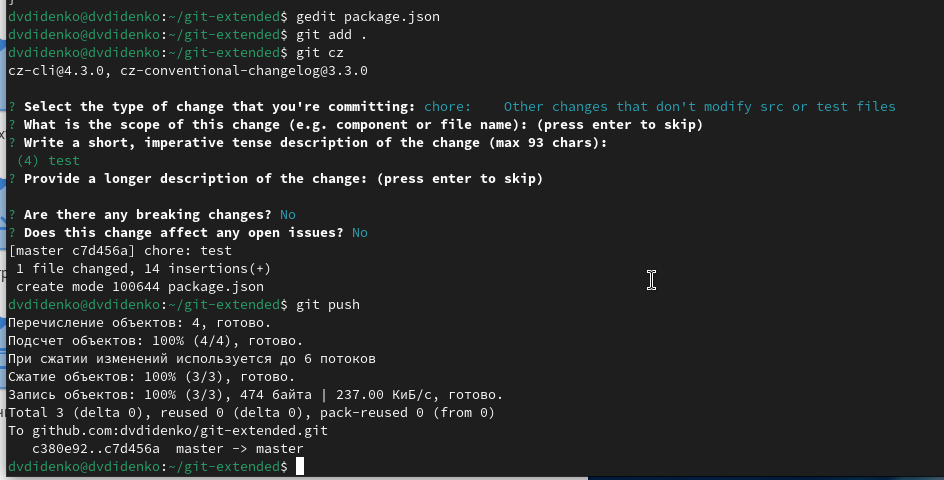 dvdidenko@dvdidenko:~/git-extended$ gedit package.json
dvdidenko@dvdidenko:~/git-extended$ git add .
dvdidenko@dvdidenko:~/git-extended$ git cz
cz-cli@4.3.0, cz-conventional-changelog@3.3.0
? Select the type of change that you're committing: chore:    Other changes that don't modify src or test files
? What is the scope of this change (e.g. component or file name): (press enter to skip)
? Write a short, imperative tense description of the change (max 93 chars):
 (4) test
? Provide a longer description of the change: (press enter to skip)
? Are there any breaking changes? No
? Does this change affect any open issues? No
[master c7d456a] chore: test
 1 file changed, 14 insertions(+)
 create mode 100644 package.json
dvdidenko@dvdidenko:~/git-extended$ git push
Перечисление объектов: 4, готово.
Подсчет объектов: 100% (4/4), готово.
При сжатии изменений используется до 6 потоков
Сжатие объектов: 100% (3/3), готово.
Запись объектов: 100% (3/3), 474 байта | 237.00 КиБ/с, готово.
Total 3 (delta 0), reused 0 (delta 0), pack-reused 0 (from 0)
To github.com:dvdidenko/git-extended.git
   c380e92..c7d456a  master -> master
dvdidenko@dvdidenko:~/git-extended$